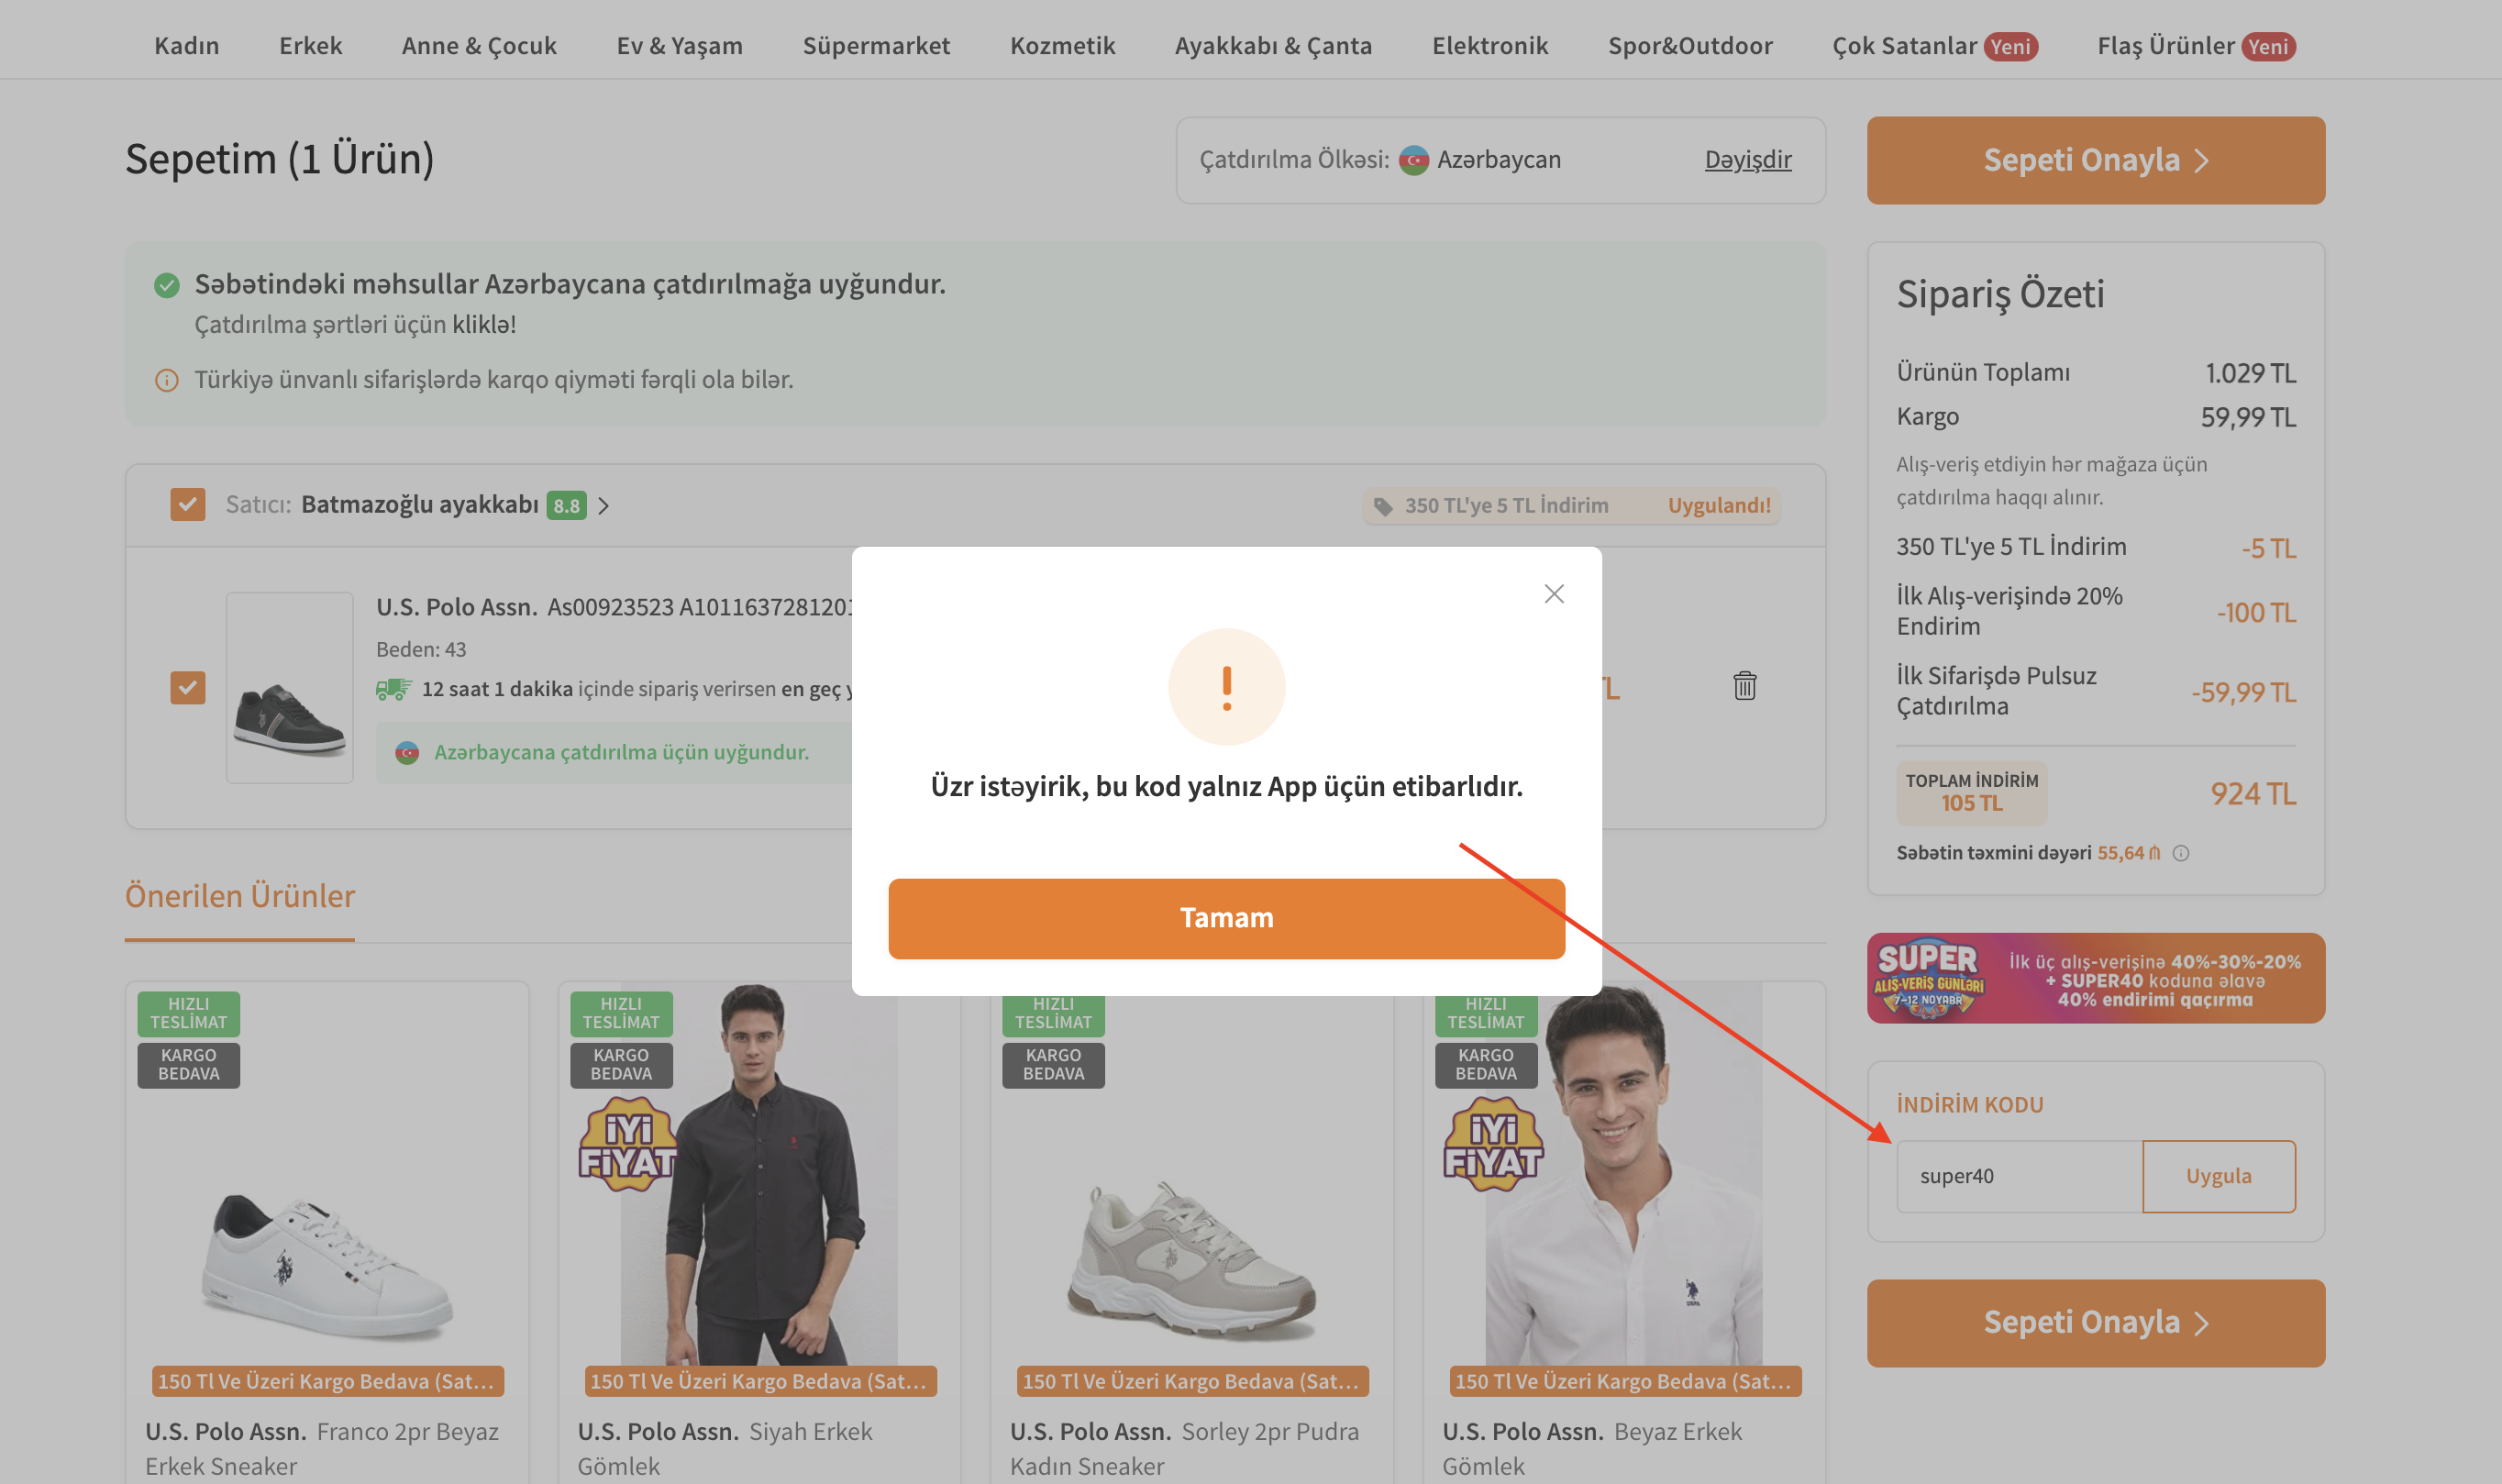 Kadın Erkek Anne & Çocuk Ev & Yaşam Süpermarket Kozmetik Ayakkabı & Çanta Elektronik Spor&Outdoor Çok Satanlar Yeni Flaş Ürünler Yeni
Sepetim (1 Ürün)
Çatdırılma Ölkəsi: Azərbaycan Dəyişdir
Sepeti Onayla
Səbətindəki məhsullar Azərbaycana çatdırılmağa uyğundur.
Çatdırılma şərtləri üçün kliklə!
Türkiyə ünvanlı sifarişlərdə karqo qiyməti fərqli ola bilər.
Satıcı: Batmazoğlu ayakkabı 8.8
350 TL'ye 5 TL İndirim Uygulandı!
U.S. Polo Assn. As00923523 A101163728120
Beden: 43
12 saat 1 dakika içinde sipariş verirsen en geç
TL
Azərbaycana çatdırılma üçün uyğundur.
Üzr istəyirik, bu kod yalnız App üçün etibarlıdır.
Tamam
Sipariş Özeti
Ürünün Toplamı 1.029 TL
Kargo 59,99 TL
Alış-veriş etdiyin hər mağaza üçün
çatdırılma haqqı alınır.
350 TL'ye 5 TL İndirim -5 TL
İlk Alış-verişində 20%
Endirim
-100 TL
İlk Sifarişdə Pulsuz
Çatdırılma
-59,99 TL
TOPLAM İNDİRİM
105 TL
924 TL
Səbətin təxmini dəyəri 55,64 ₼
SUPER
ALIŞ-VERİŞ GÜNLƏRİ
7-12 NOYABR
İlk üç alış-verişinə 40%-30%-20%
+ SUPER40 koduna əlavə
40% endirimi qaçırma
İNDİRİM KODU
super40 Uygula
Sepeti Onayla
Önerilen Ürünler
HIZLI
TESLİMAT
KARGO
BEDAVA
150 Tl Ve Üzeri Kargo Bedava (Sat...
U.S. Polo Assn. Franco 2pr Beyaz
Erkek Sneaker
HIZLI
TESLİMAT
KARGO
BEDAVA
İYİ
FİYAT
150 Tl Ve Üzeri Kargo Bedava (Sat...
U.S. Polo Assn. Siyah Erkek
Gömlek
HIZLI
TESLİMAT
KARGO
BEDAVA
150 Tl Ve Üzeri Kargo Bedava (Sat...
U.S. Polo Assn. Sorley 2pr Pudra
Kadın Sneaker
HIZLI
TESLİMAT
KARGO
BEDAVA
İYİ
FİYAT
150 Tl Ve Üzeri Kargo Bedava (Sat...
U.S. Polo Assn. Beyaz Erkek
Gömlek